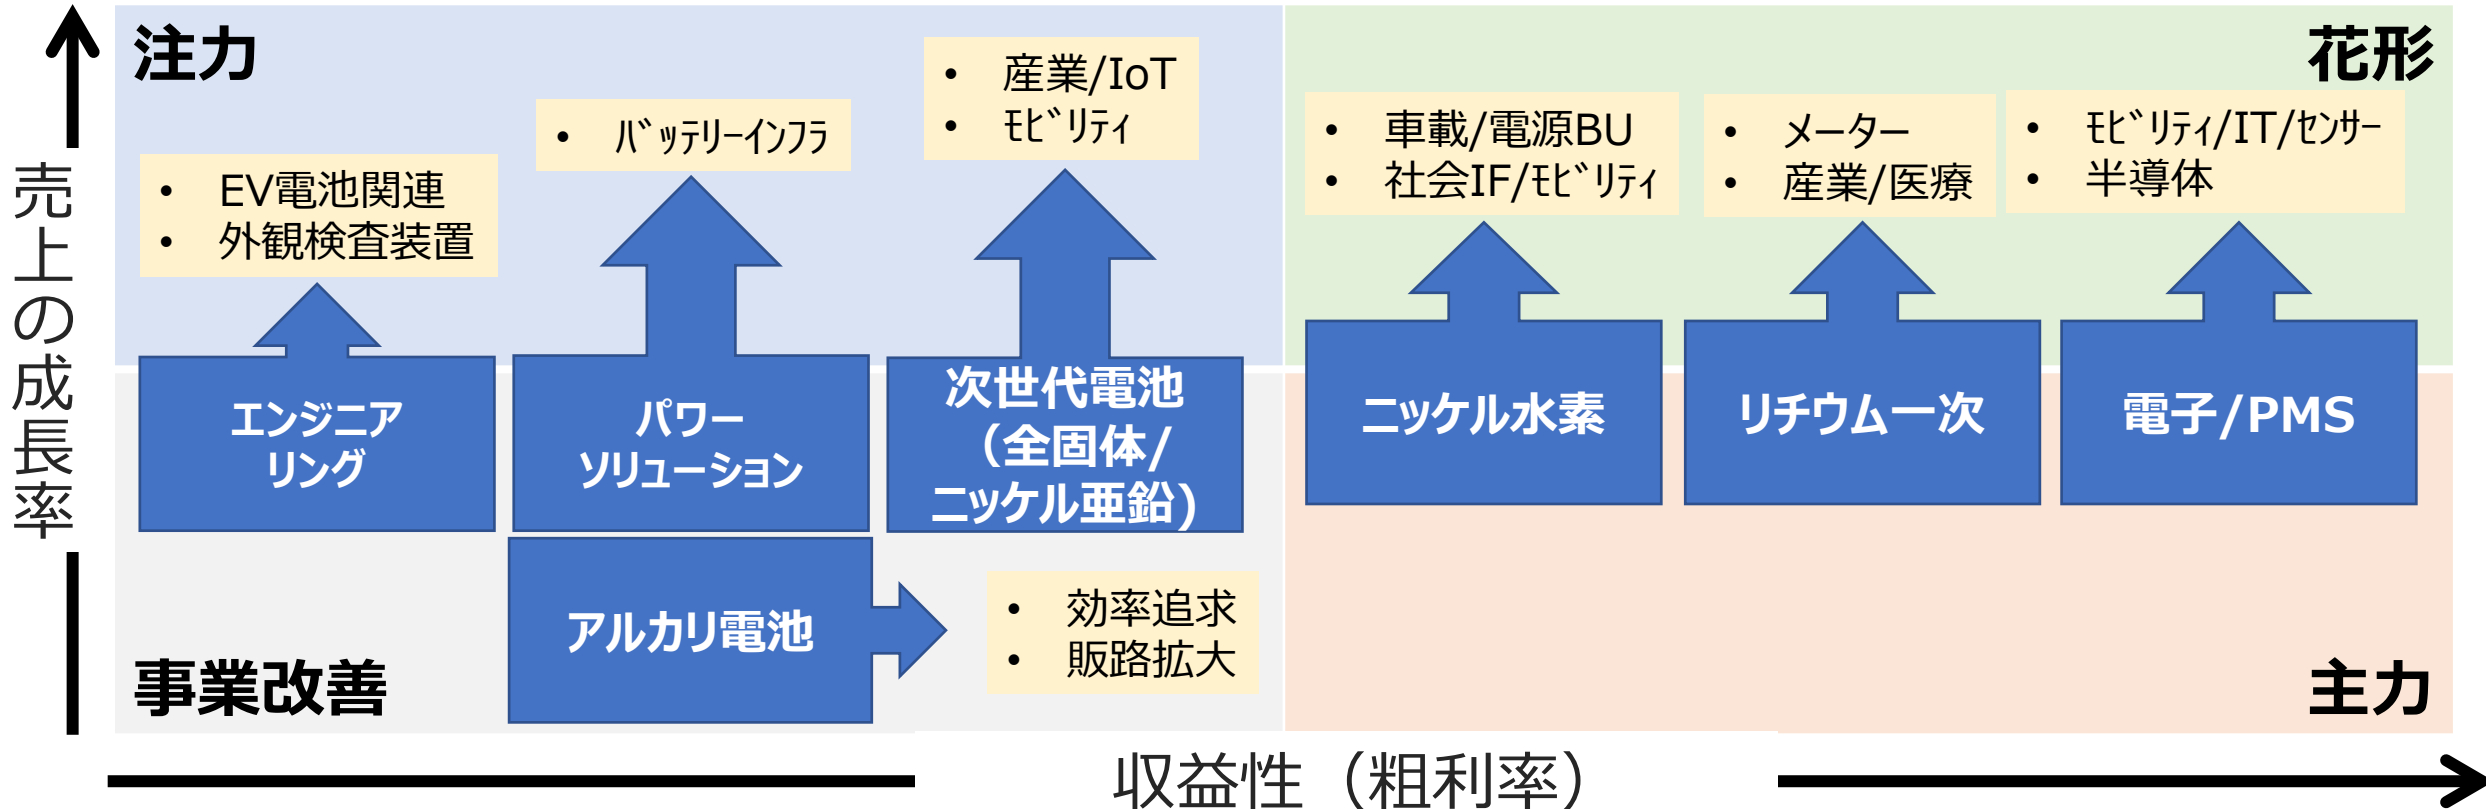 売上の成長率
注力
花形
• 産業/IoT
• ﾓﾋﾞﾘﾃｨ
• ﾊﾞｯﾃﾘｰインフラ
• EV電池関連
• 外観検査装置
• 車載/電源BU
• 社会IF/ﾓﾋﾞﾘﾃｨ
• メーター
• 産業/医療
• ﾓﾋﾞﾘﾃｨ/IT/ｾﾝｻｰ
• 半導体
エンジニア
リング
パワー
ソリューション
次世代電池
（全固体/
ニッケル亜鉛)
ニッケル水素
リチウム一次
電子/PMS
アルカリ電池
• 効率追求
• 販路拡大
事業改善
主力
収益性（粗利率）